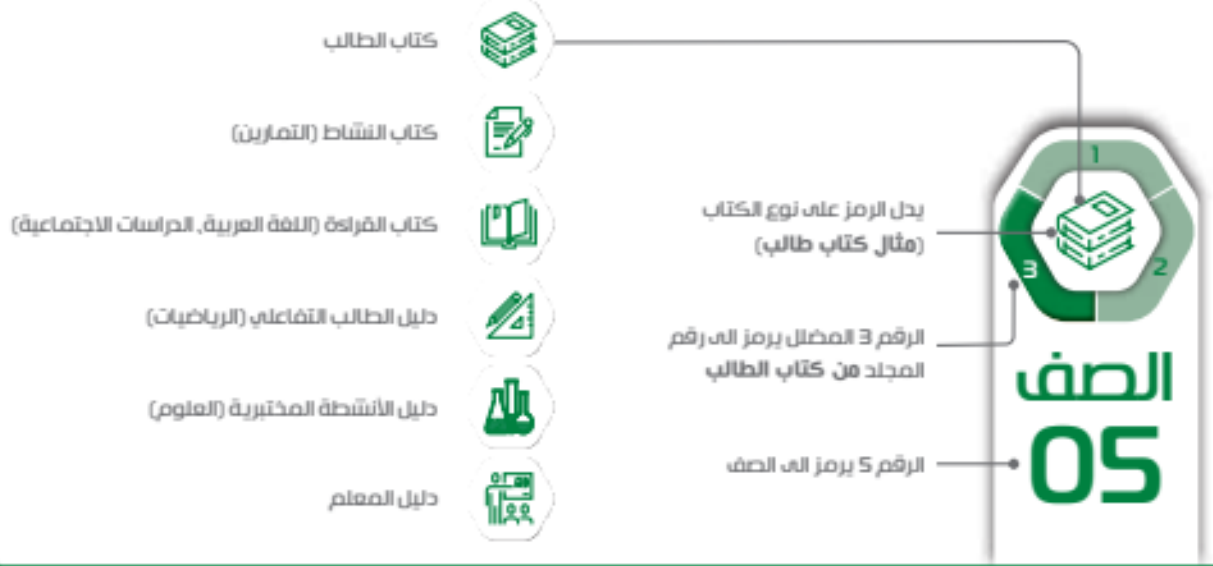 1
2
3
الصف
05
يدل الرمز على نوع الكتاب
(مثال كتاب طالب)
الرقم 3 المضلل يرمز الى رقم
المجلد من كتاب الطالب
الرقم 5 يرمز الى الصف
كتاب الطالب
كتاب النشاط (التمارين)
كتاب القراءة (اللغة العربية, الدراسات الاجتماعية)
دليل الطالب التفاعلي (الرياضيات)
دليل الأنشطة المختبرية (العلوم)
دليل المعلم